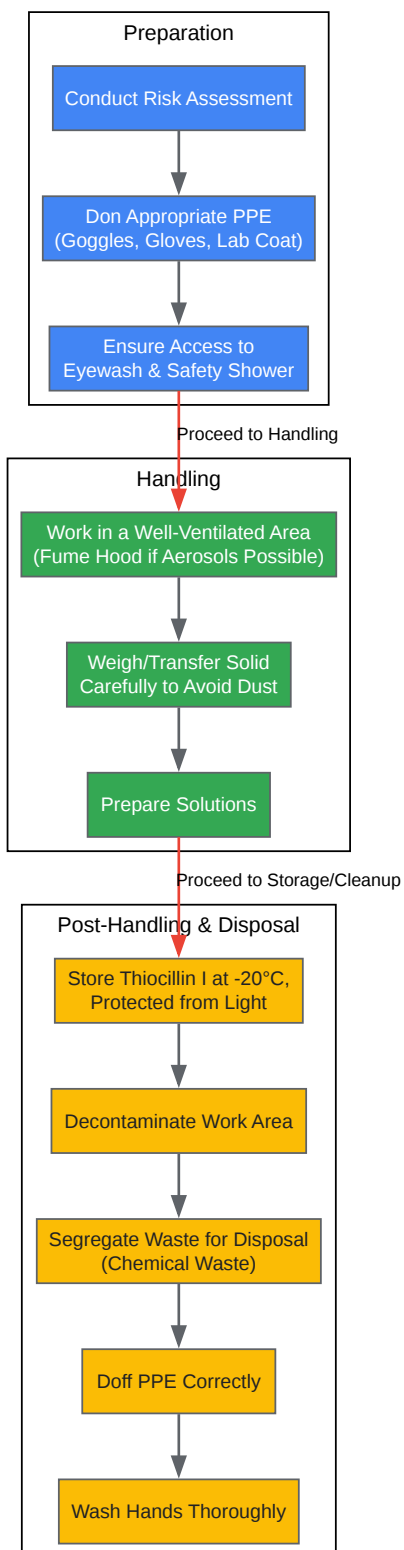 Preparation
Conduct Risk Assessment
Don Appropriate PPE
(Goggles, Gloves, Lab Coat)
Ensure Access to
Eyewash & Safety Shower
Proceed to Handling
Handling
Work in a Well-Ventilated Area
(Fume Hood if Aerosols Possible)
Weigh/Transfer Solid
Carefully to Avoid Dust
Prepare Solutions
Proceed to Storage/Cleanup
Post-Handling & Disposal
Store Thiocillin I at -20°C,
Protected from Light
Decontaminate Work Area
Segregate Waste for Disposal
(Chemical Waste)
Doff PPE Correctly
Wash Hands Thoroughly